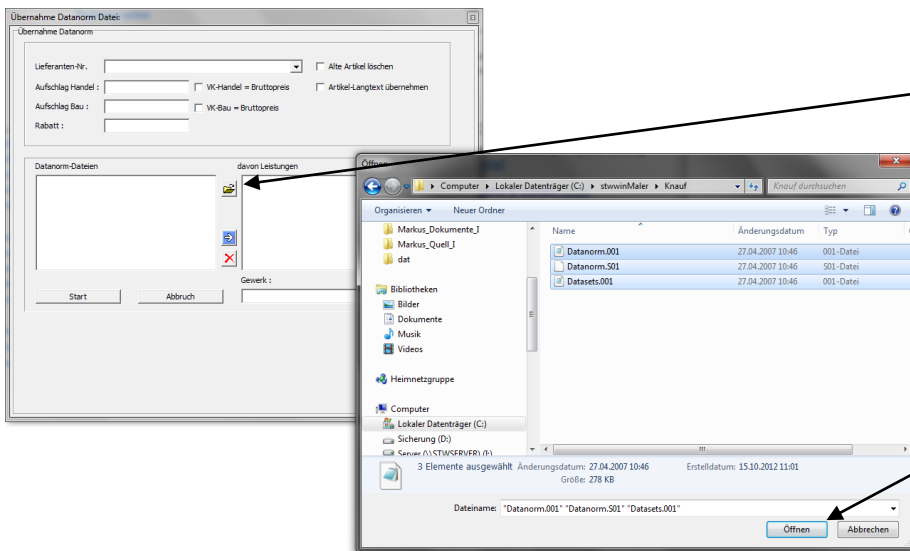 Übernahme Datanorm Datei:
Übernahme Datanorm
Lieferanten-Nr.
Alte Artikel löschen
Aufschlag Handel :
VK-Handel = Bruttopreis
Artikel-Langtext übernehmen
Aufschlag Bau :
VK-Bau = Bruttopreis
Rabatt :
Datanorm-Dateien
davon Leistungen
Gewerk :
Start
Abbruch
Öffnen
Computer
Lokaler Datenträger (C:)
stwwinMaler
Knauf
Knauf durchsuchen
Organisieren
Neuer Ordner
Markus_Dokumente_I
Markus_Quell_I
dat
Bibliotheken
Bilder
Dokumente
Musik
Videos
Heimnetzgruppe
Computer
Lokaler Datenträger (C:)
Sicherung (D:)
Server (\\STWSERVER) (I:)
Name Änderungsdatum Typ
Datanorm.001 27.04.2007 10:46 001-Datei
Datanorm.S01 27.04.2007 10:46 S01-Datei
Datasets.001 27.04.2007 10:46 001-Datei
3 Elemente ausgewählt Änderungsdatum: 27.04.2007 10:46 Erstelldatum: 15.10.2012 11:01
Größe: 278 KB
Dateiname: "Datanorm.001" "Datanorm.S01" "Datasets.001"
Öffnen
Abbrechen